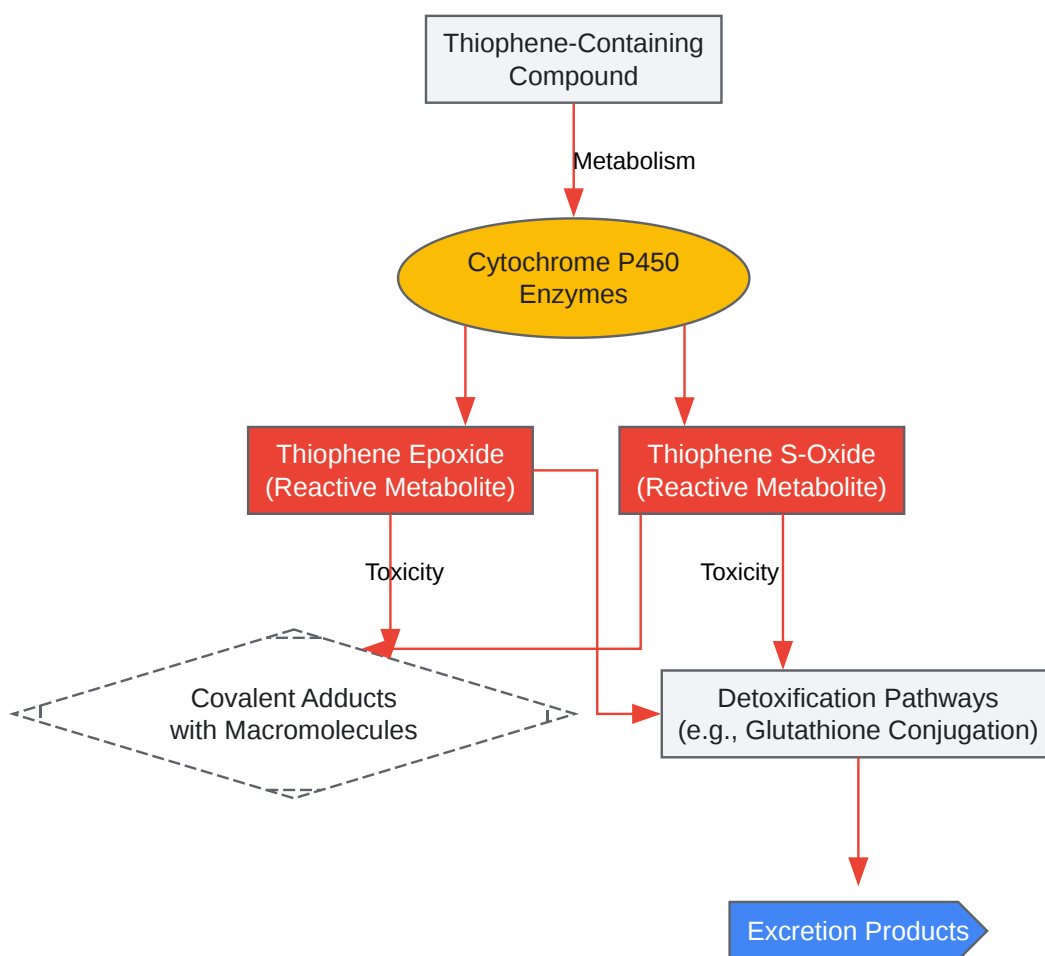 Thiophene-Containing
Compound
Metabolism
Cytochrome P450
Enzymes
Thiophene Epoxide
(Reactive Metabolite)
Thiophene S-Oxide
(Reactive Metabolite)
Toxicity
Toxicity
Covalent Adducts
with Macromolecules
Detoxification Pathways
(e.g., Glutathione Conjugation)
Excretion Products